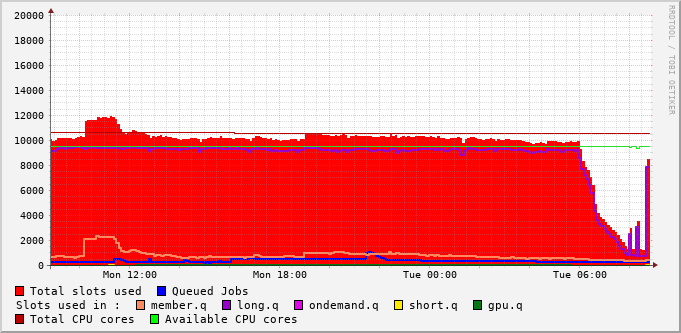 20000
18000
16000
14000
12000
10000
8000
6000
4000
2000
0
Mon 12:00 Mon 18:00 Tue 00:00 Tue 06:00
RRDTOOL / TOBI OETIKER
Total slots used Queued Jobs
Slots used in : member.q long.q ondemand.q short.q gpu.q
Total CPU cores Available CPU cores